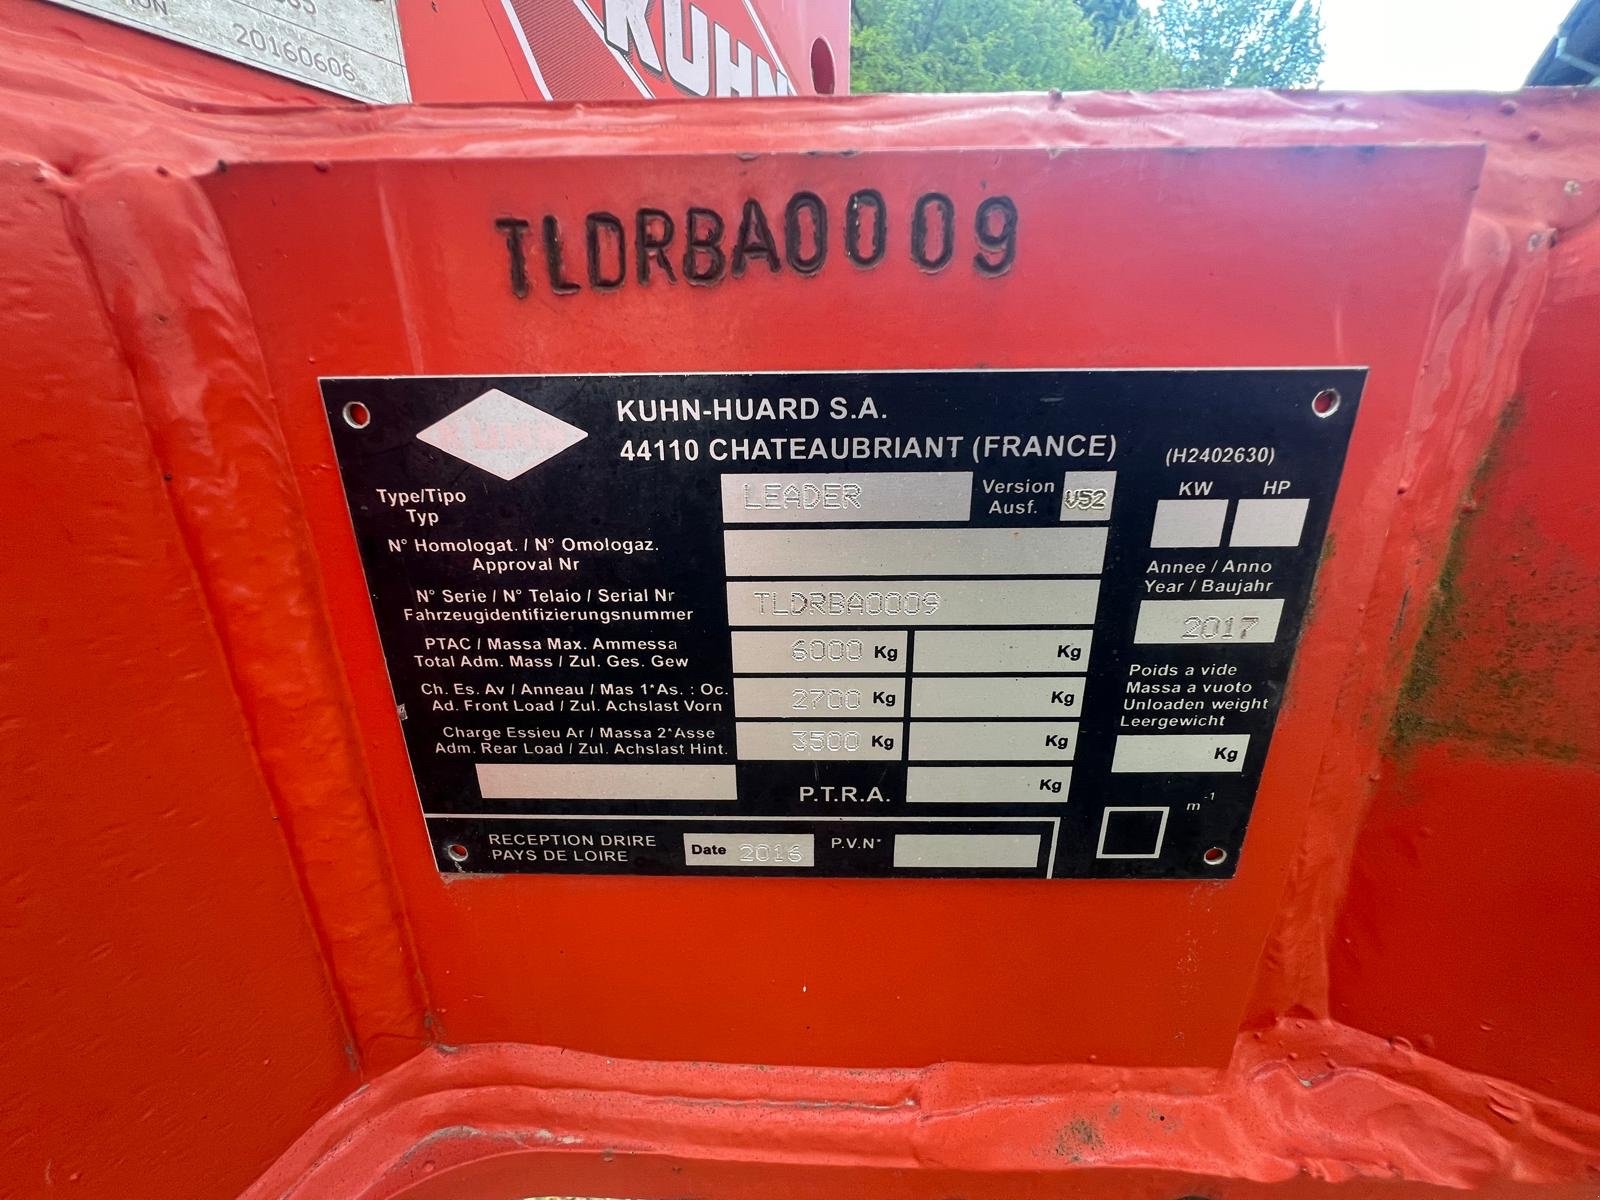 20160606
KUHN
TLDRBA0009
KUHN
KUHN-HUARD S.A.
44110 CHATEAUBRIANT (FRANCE)
(H2402630)
Type/Tipo
Typ
LEADER
Version
Ausf.
V52
KW
HP
N° Homologat. / N° Omologaz.
Approval Nr
Annee / Anno
Year / Baujahr
2017
N° Serie / N° Telaio / Serial Nr
Fahrzeugidentifizierungsnummer
TLDRBA0009
PTAC / Massa Max. Ammessa
Total Adm. Mass / Zul. Ges. Gew
6000 Kg
Kg
Ch. Es. Av / Anneau / Mas 1*As. : Oc.
Ad. Front Load / Zul. Achslast Vorn
2700 Kg
Kg
Charge Essieu Ar / Massa 2*Asse
Adm. Rear Load / Zul. Achslast Hint.
3500 Kg
Kg
P.T.R.A.
Kg
Poids a vide
Massa a vuoto
Unloaden weight
Leergewicht
Kg
m-1
RECEPTION DRIRE
PAYS DE LOIRE
Date 2016
P.V.N°